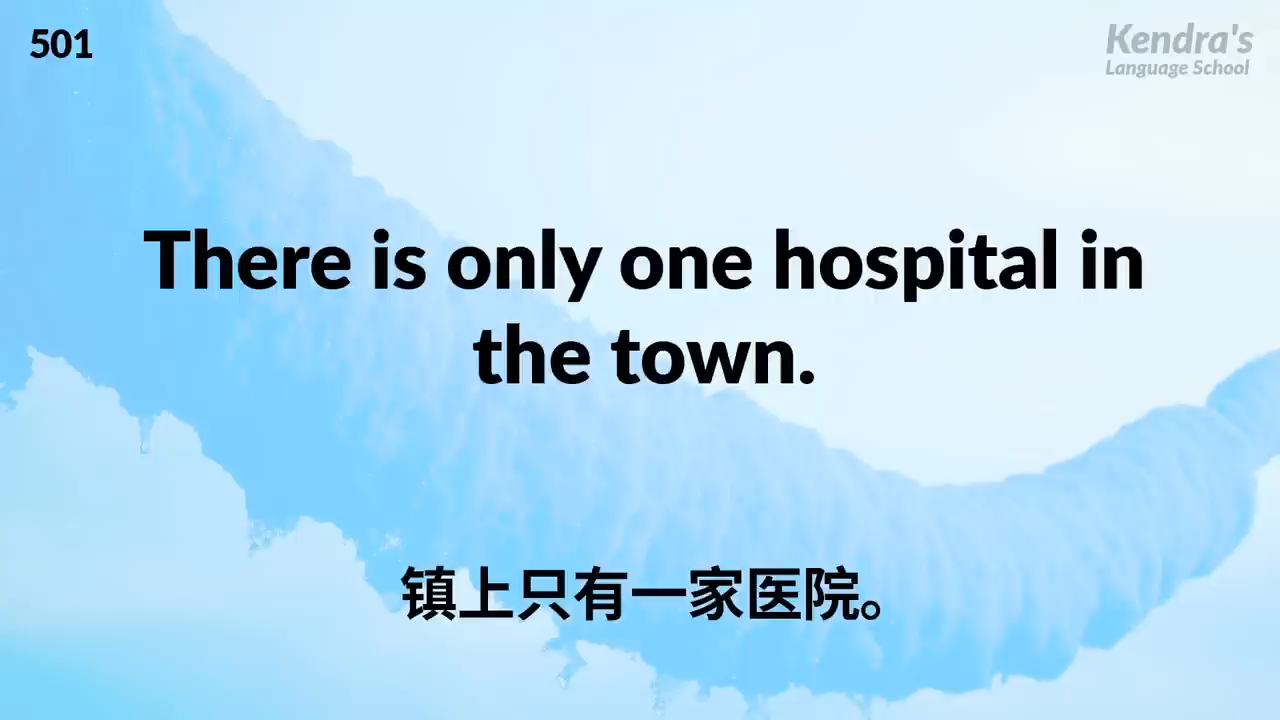 501
Kendra's
Language School
There is only one hospital in
the town.
镇上只有一家医院。